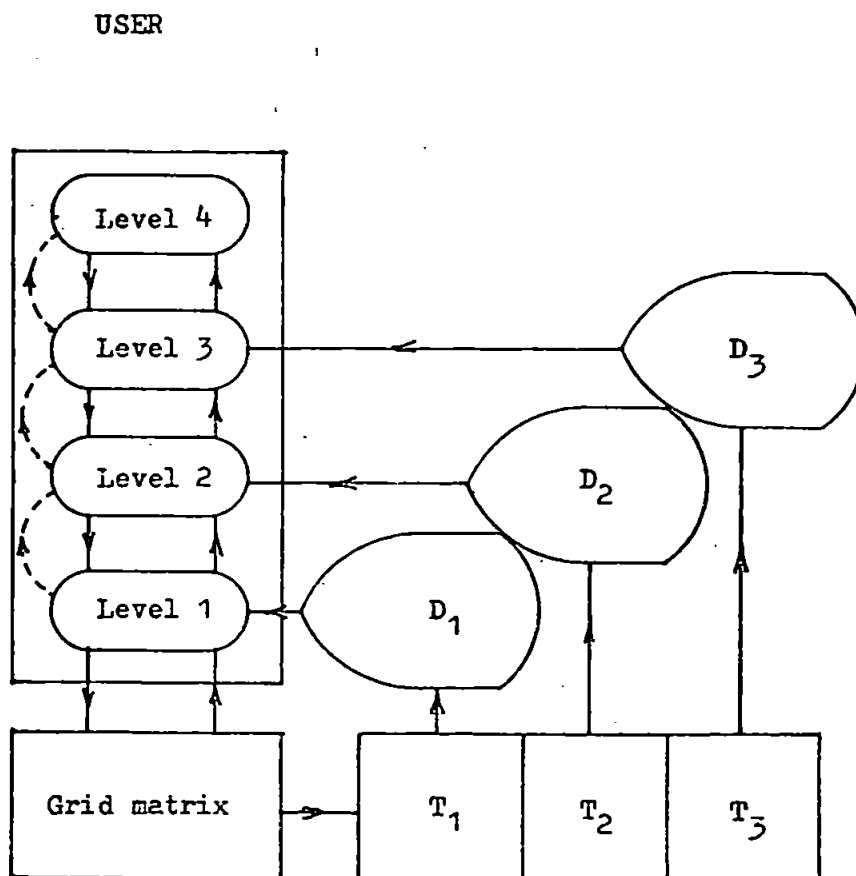 USER
Level 4
Level 3
D₃
Level 2
D₂
Level 1
D₁
Grid matrix
T₁
T₂
T₃